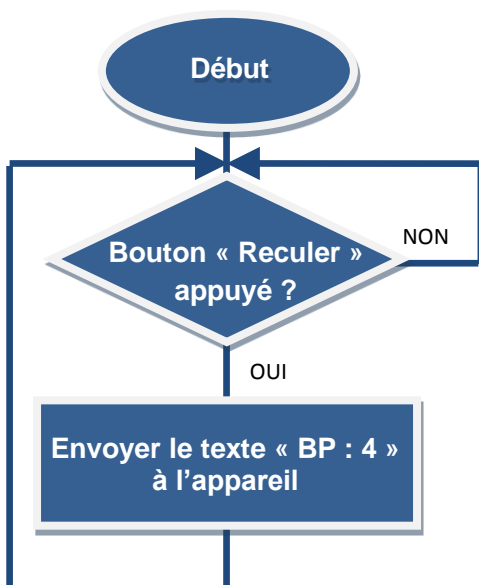 Début
Bouton « Reculer »
appuyé ?
NON
OUI
Envoyer le texte « BP : 4 »
à l’appareil